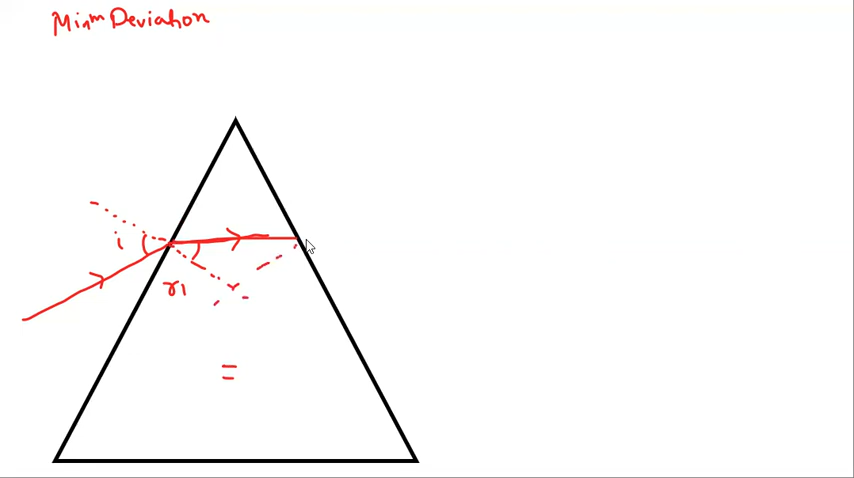 Minᵐ Deviation
i
r1
=